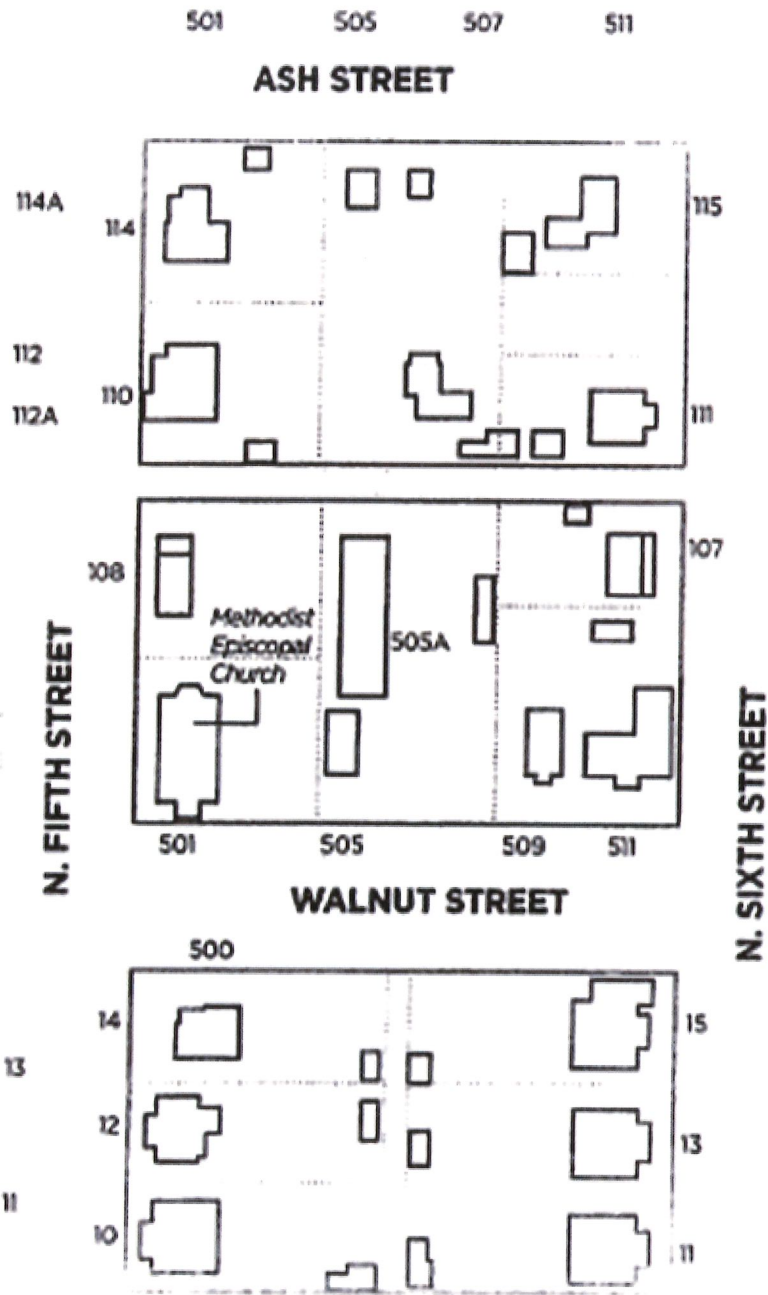 501 505 507 511
ASH STREET
114A
114
115
112
110
112A
111
108
107
Methodist
Episcopal
Church
505A
N. FIFTH STREET
N. SIXTH STREET
501 505 509 511
WALNUT STREET
500
14
15
13
12
13
11
10
11